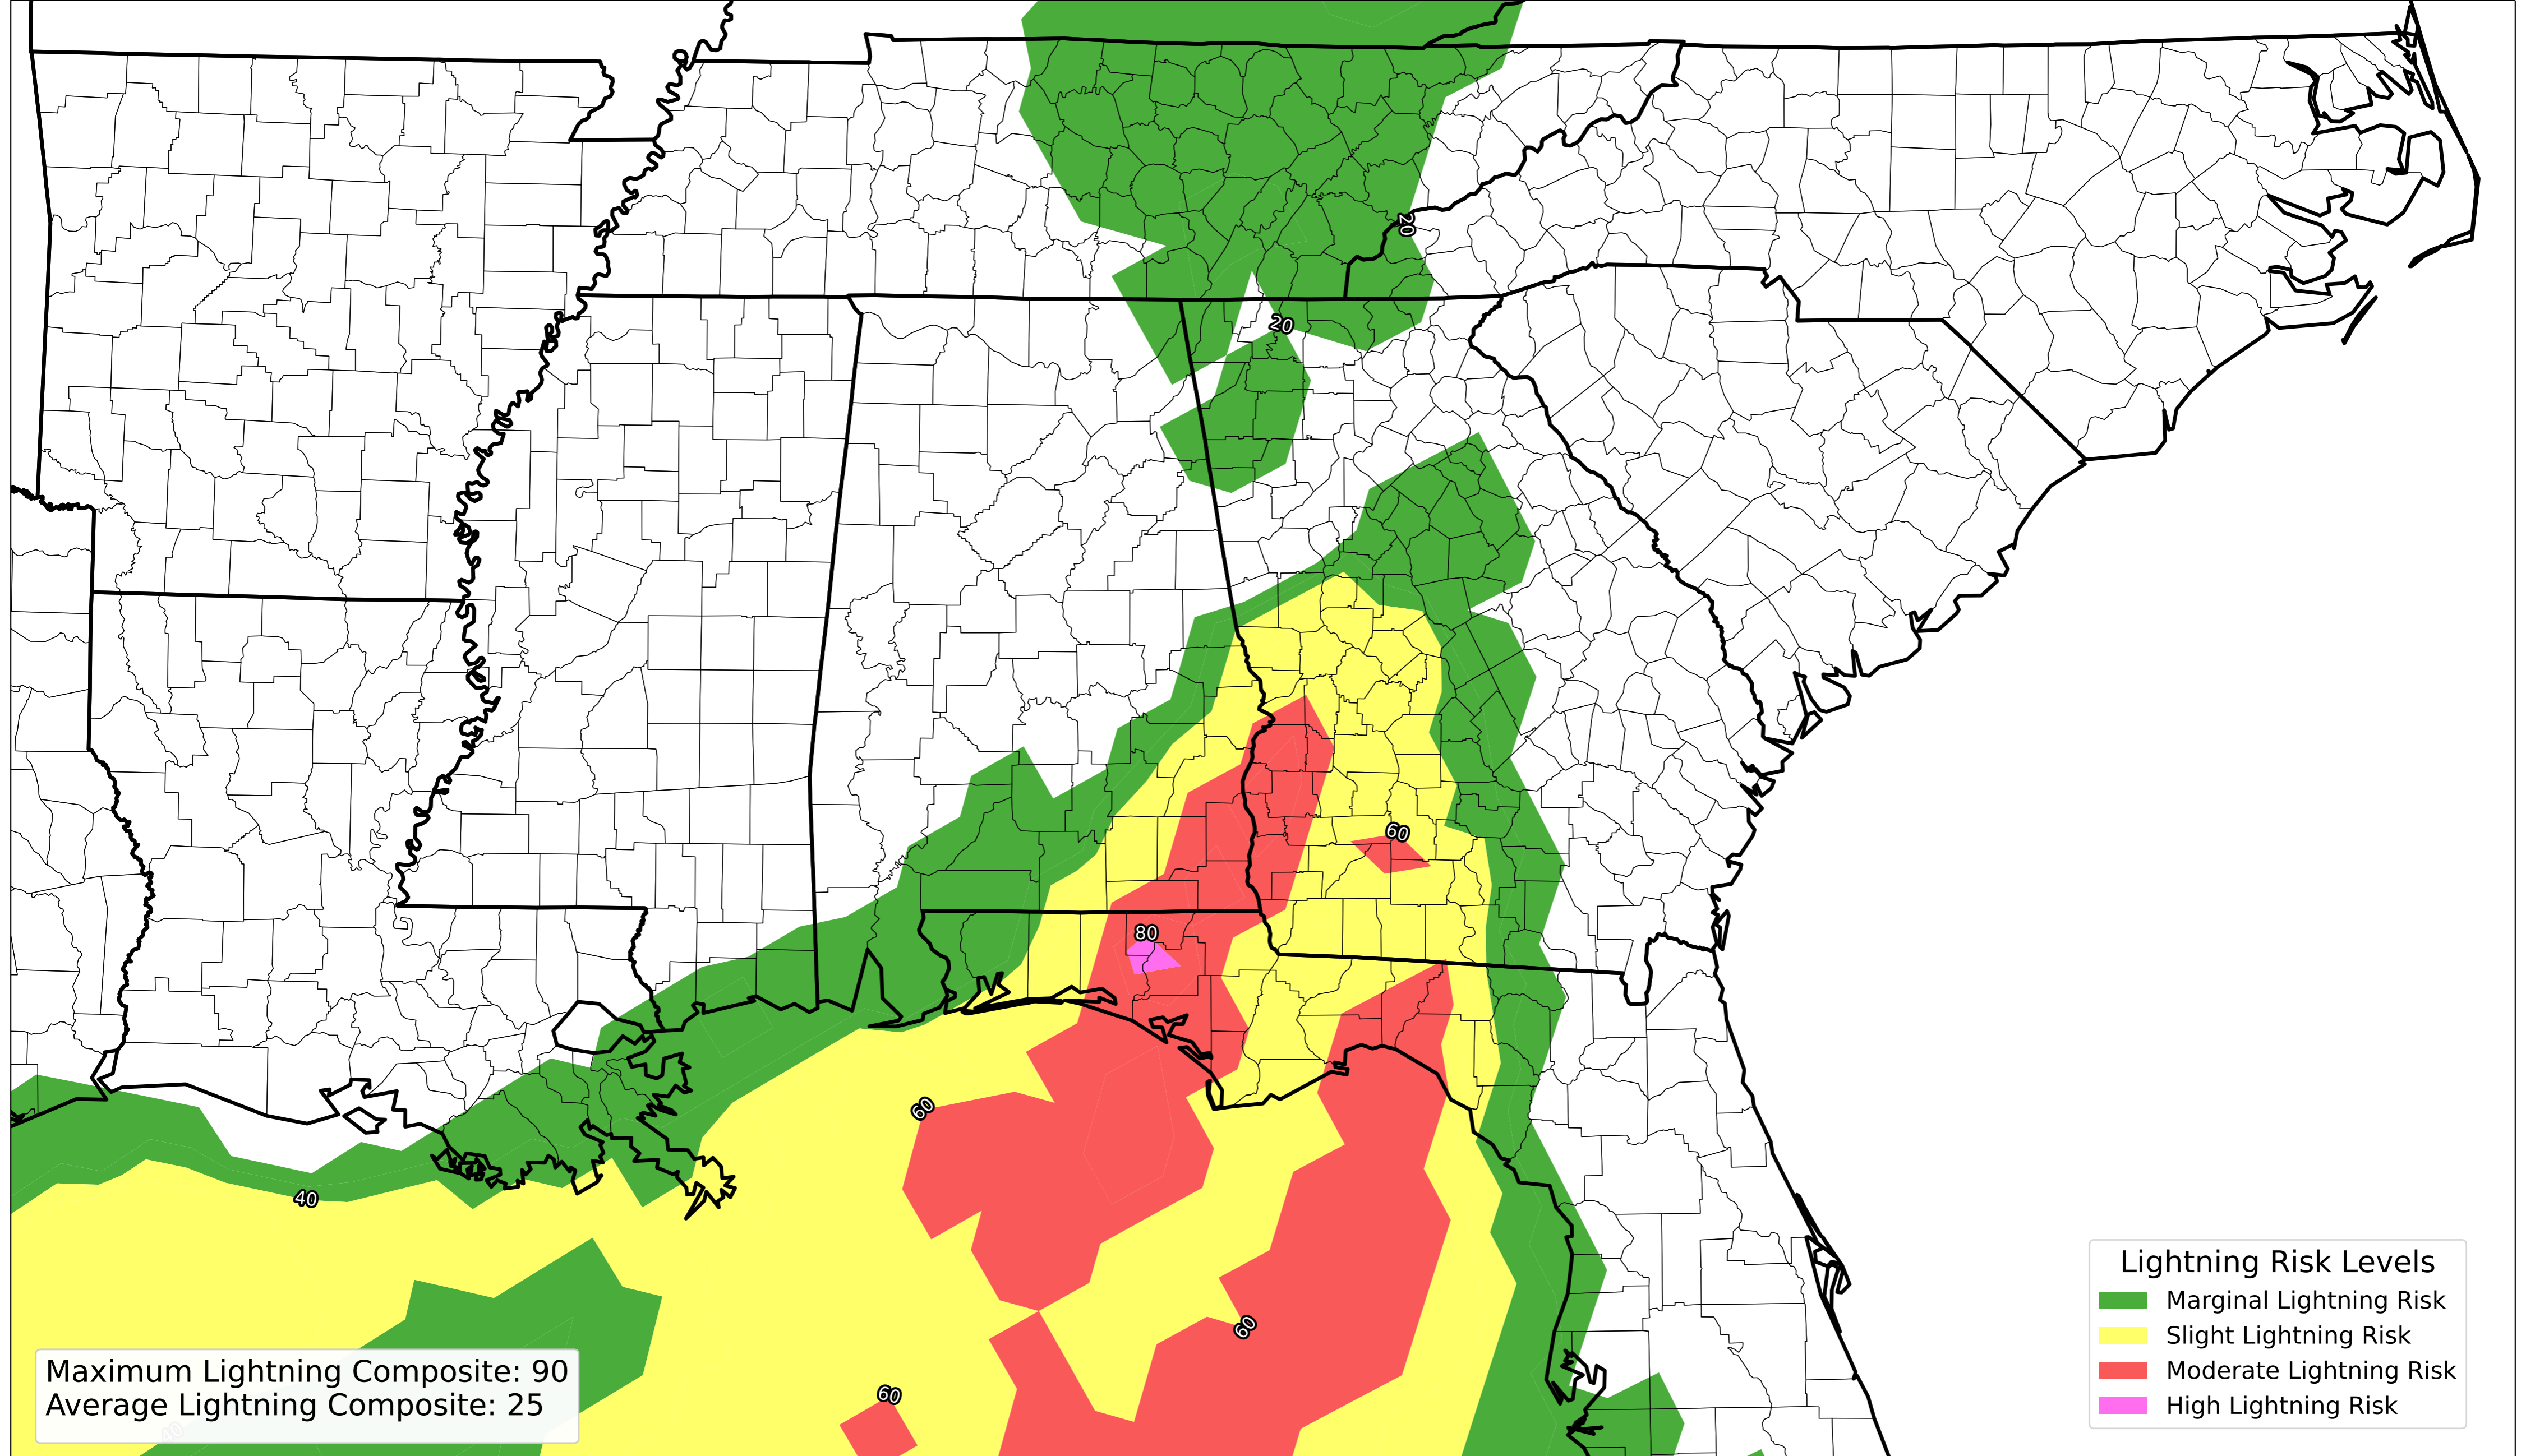 20
20
60
80
60
40
60
60
40
Maximum Lightning Composite: 90
Average Lightning Composite: 25
Lightning Risk Levels
Marginal Lightning Risk
Slight Lightning Risk
Moderate Lightning Risk
High Lightning Risk